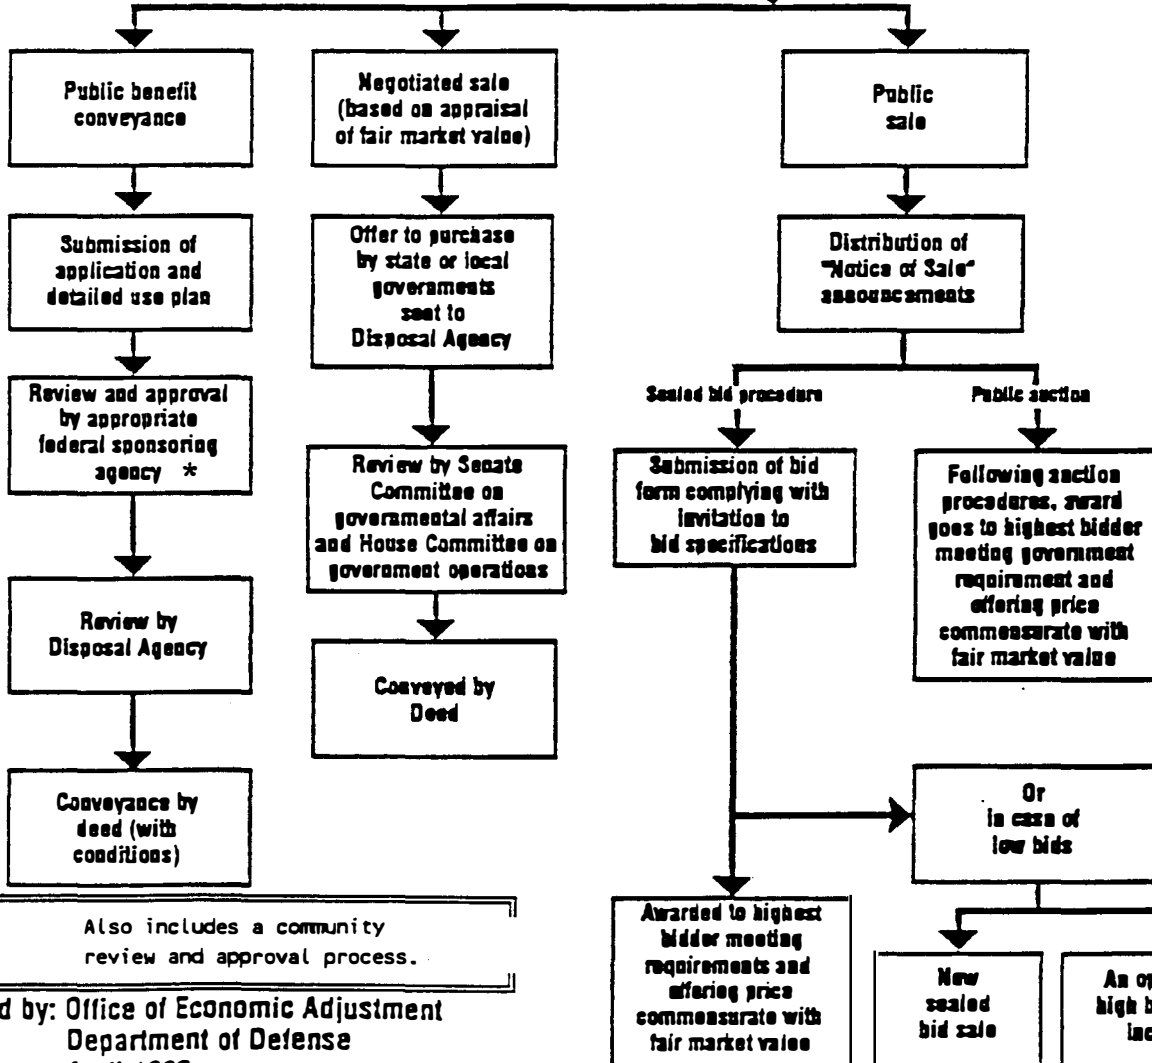 Public benefit
conveyance
Submission of
application and
detailed use plan
Review and approval
by appropriate
federal sponsoring
agency *
Review by
Disposal Agency
Conveyance by
deed (with
conditions)
Negotiated sale
(based on appraisal
of fair market value)
Offer to purchase
by state or local
governments
sent to
Disposal Agency
Review by Senate
Committee on
governmental affairs
and House Committee on
government operations
Conveyed by
Deed
Public
sale
Distribution of
"Notice of Sale"
announcements
Sealed bid procedure
Public auction
Submission of bid
form complying with
invitation to
bid specifications
Following auction
procedures, award
goes to highest bidder
meeting government
requirement and
offering price
commensurate with
fair market value
Or
in case of
low bids
Awarded to highest
bidder meeting
requirements and
offering price
commensurate with
fair market value
New
sealed
bid sale
An
high
Also includes a community
review and approval process.
by: Office of Economic Adjustment
Department of Defense